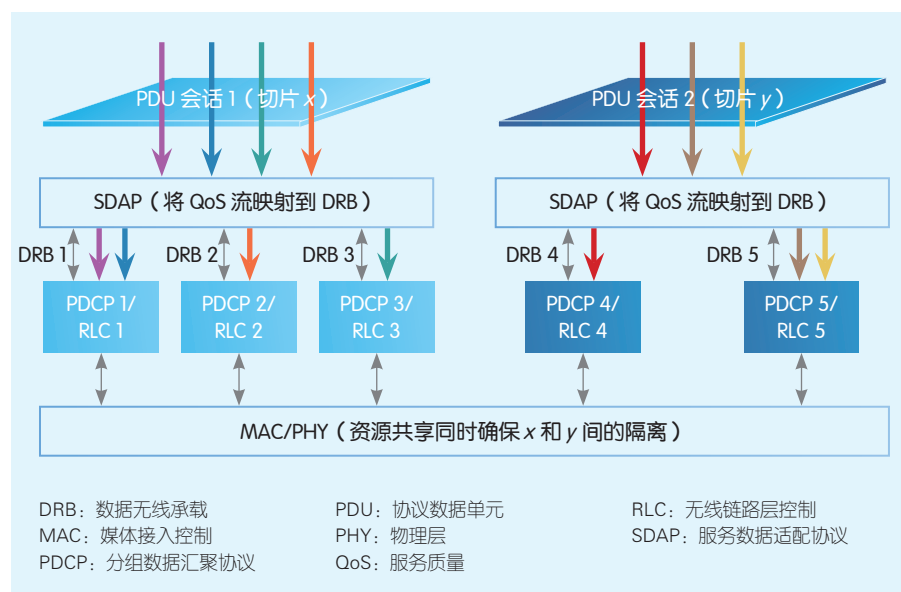 PDU 会话 1（切片 x）
PDU 会话 2（切片 y）
SDAP（将 QoS 流映射到 DRB）
SDAP（将 QoS 流映射到 DRB）
DRB 1
DRB 2
DRB 3
DRB 4
DRB 5
PDCP 1/
RLC 1
PDCP 2/
RLC 2
PDCP 3/
RLC 3
PDCP 4/
RLC 4
PDCP 5/
RLC 5
MAC/PHY（资源共享同时确保 x 和 y 间的隔离）
DRB：数据无线承载
MAC：媒体接入控制
PDCP：分组数据汇聚协议
PDU：协议数据单元
PHY：物理层
QoS：服务质量
RLC：无线链路层控制
SDAP：服务数据适配协议